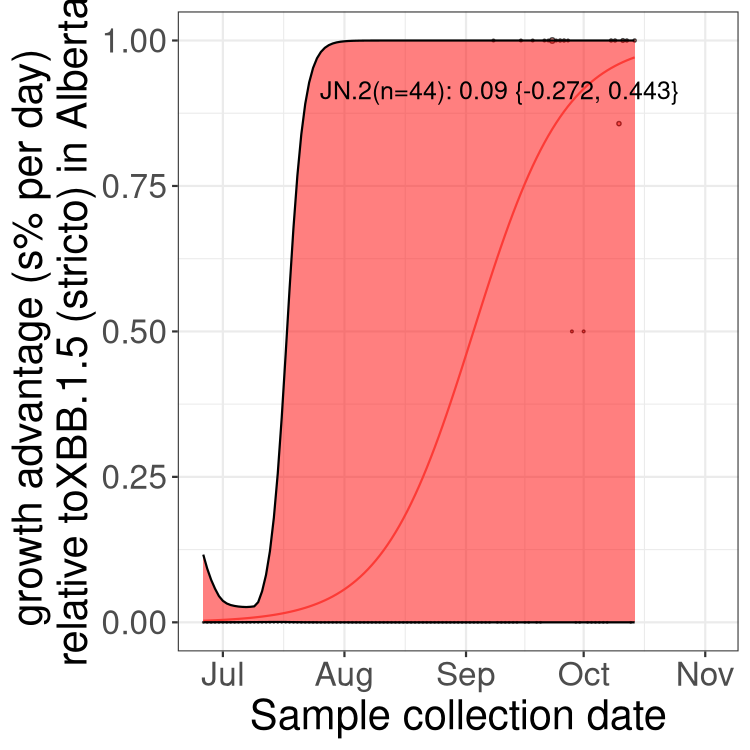 growth advantage (s% per day)
relative toXBB.1.5 (stricto) in Alberta
1.00
JN.2(n=44): 0.09 {-0.272, 0.443}
0.75
0.50
0.25
0.00
Jul Aug Sep Oct Nov
Sample collection date